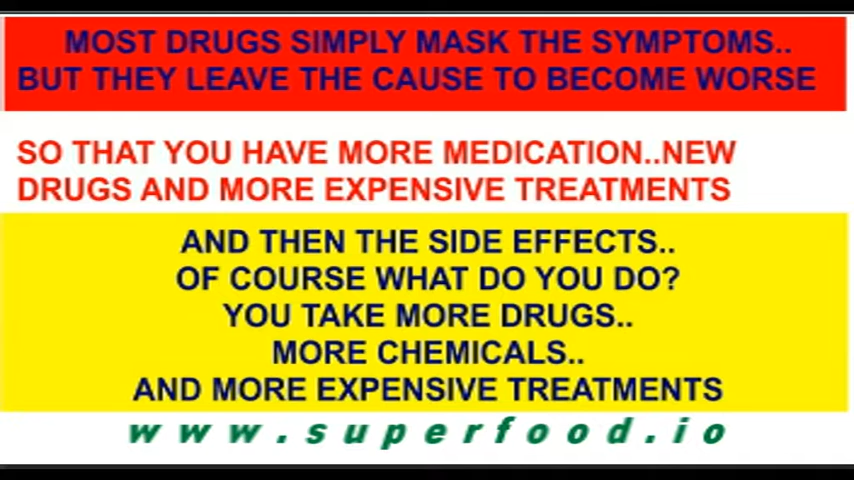 MOST DRUGS SIMPLY MASK THE SYMPTOMS..
BUT THEY LEAVE THE CAUSE TO BECOME WORSE
SO THAT YOU HAVE MORE MEDICATION..NEW
DRUGS AND MORE EXPENSIVE TREATMENTS
AND THEN THE SIDE EFFECTS..
OF COURSE WHAT DO YOU DO?
YOU TAKE MORE DRUGS..
MORE CHEMICALS..
AND MORE EXPENSIVE TREATMENTS
www.superfood.io